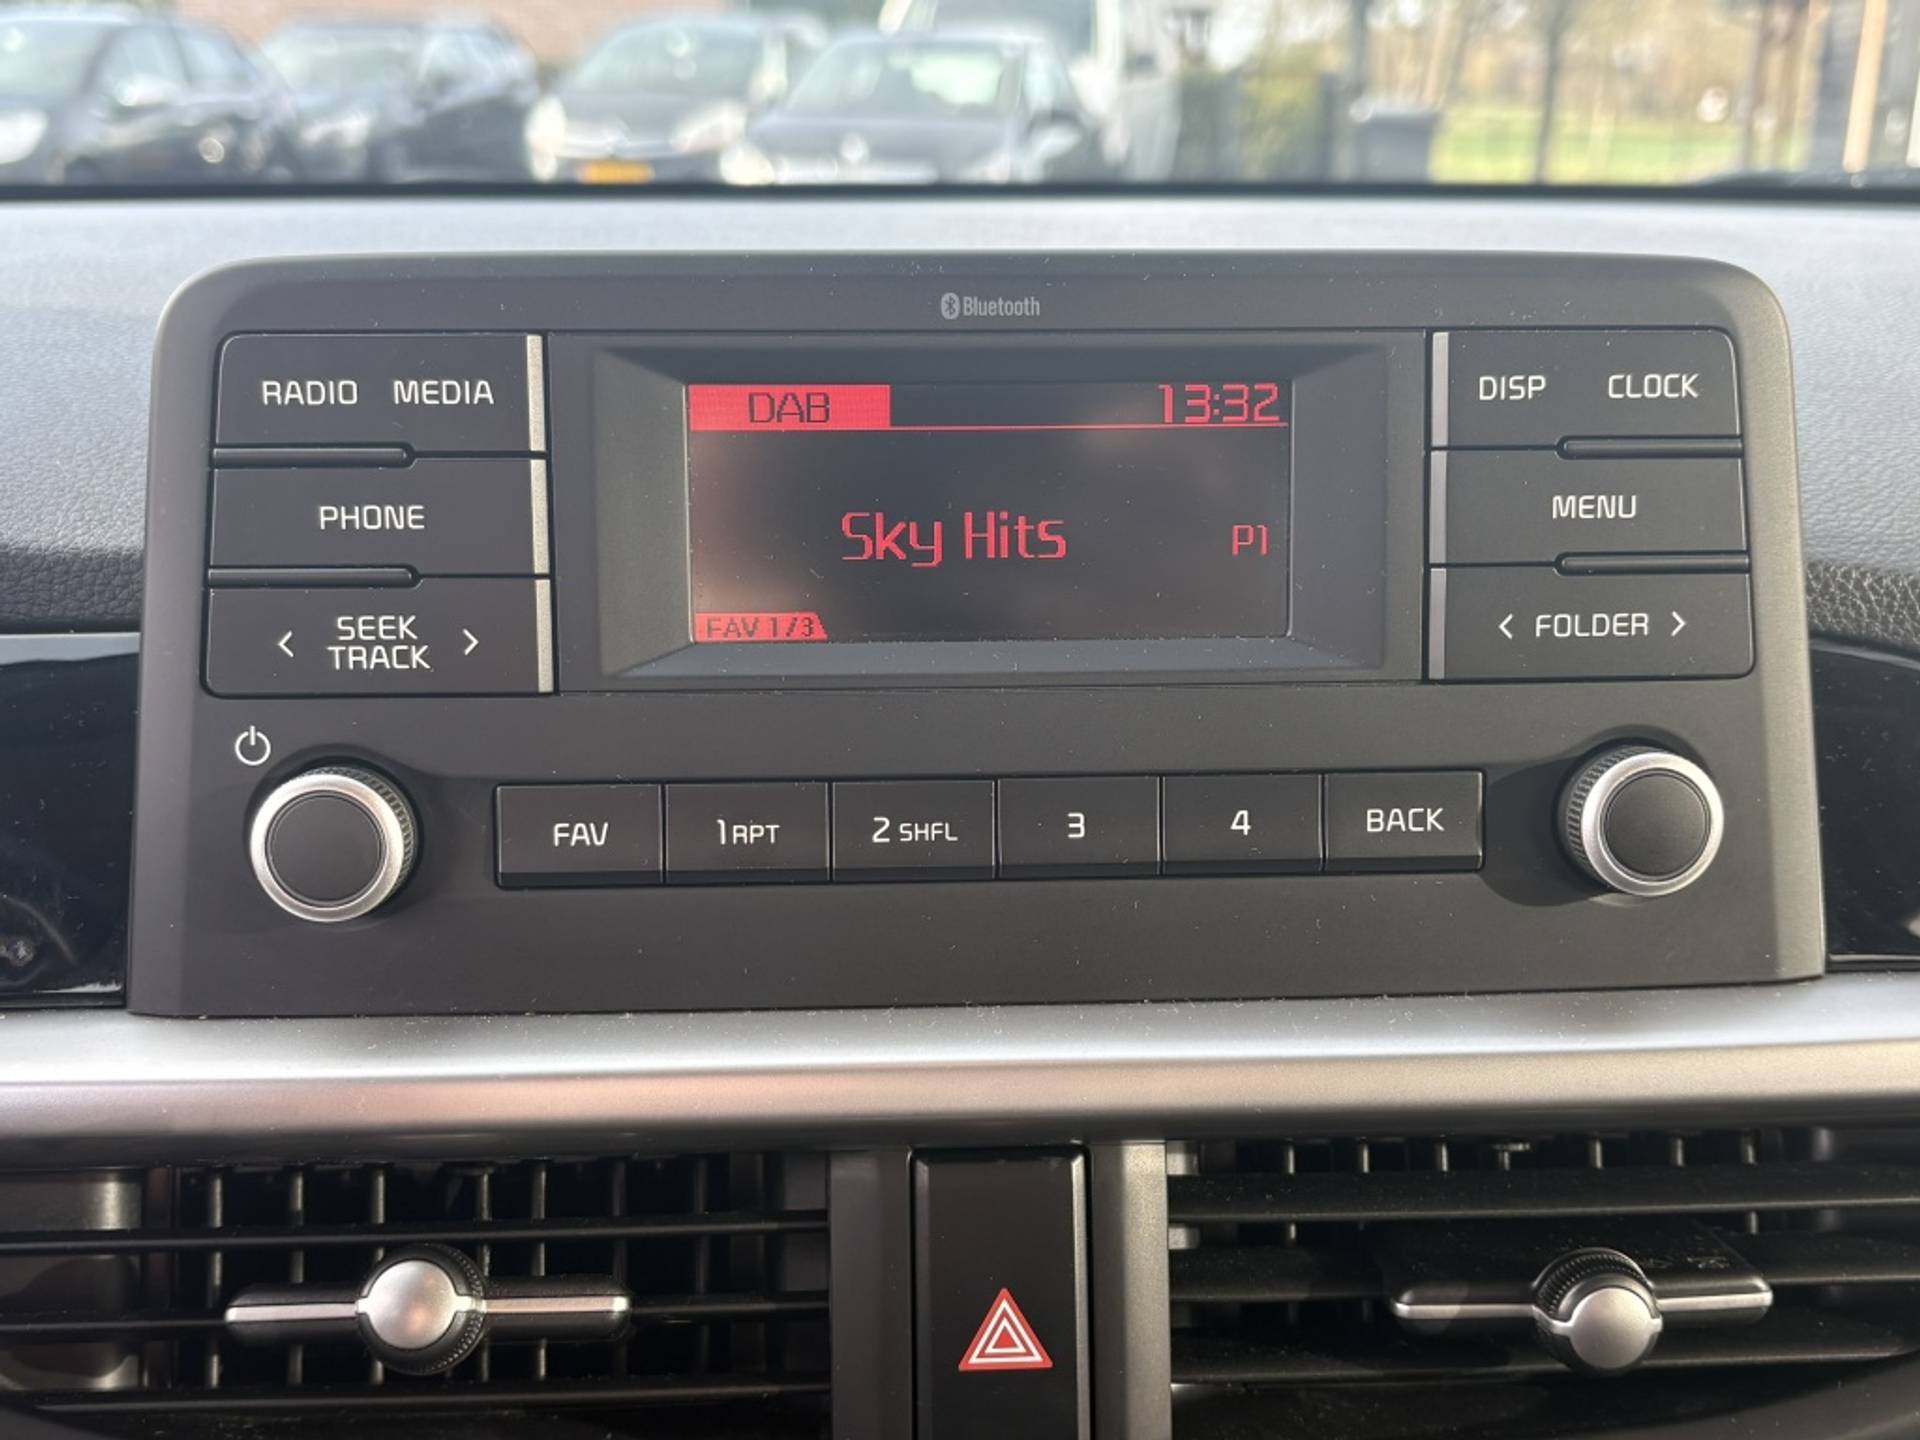 Bluetooth
RADIO MEDIA
PHONE
< SEEK TRACK >
DAB 13:32
Sky Hits P1
FAV 1/3
DISP CLOCK
MENU
< FOLDER >
FAV 1 RPT 2 SHFL 3 4 BACK